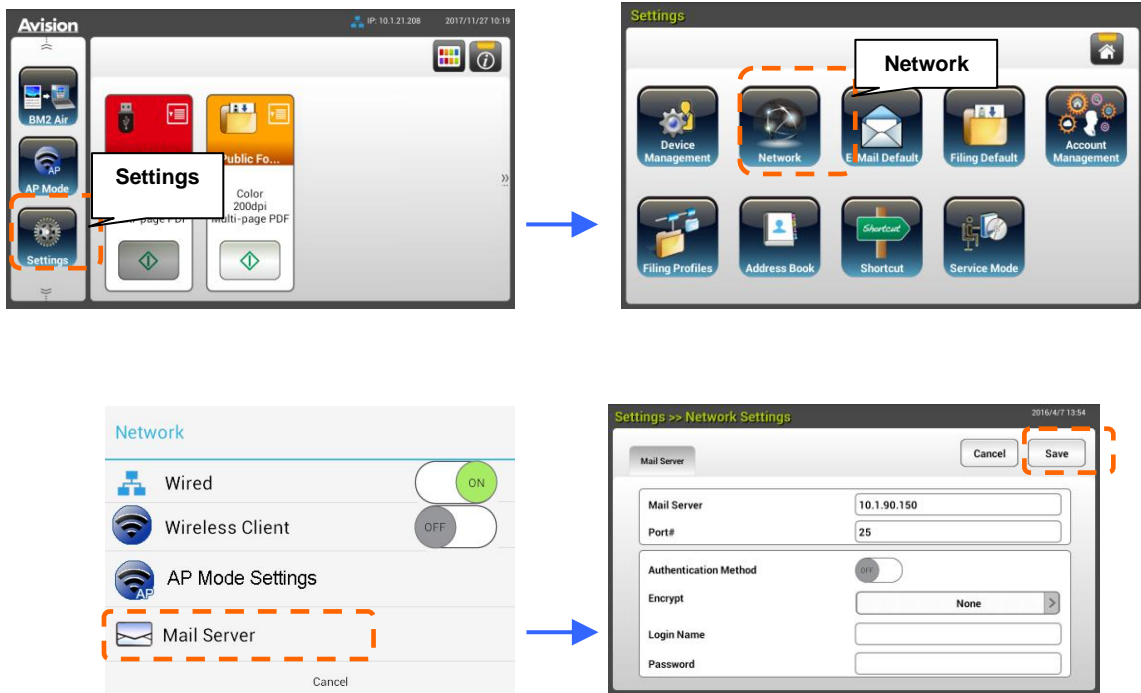 Avision
IP: 10.1.21.208 2017/11/27 10:19
BM2 Air
AP
AP Mode
Settings
Settings
Public Fo...
Color
200dpi
Multi-page PDF
Settings
Network
Device
Management
Network
E-Mail Default
Filing Default
Account
Management
Filing Profiles
Address Book
Shortcut
Shortcut
Service Mode
Network
Wired ON
Wireless Client OFF
AP
AP Mode Settings
Mail Server
Cancel
Settings >> Network Settings 2016/4/7 13:54
Mail Server Cancel Save
Mail Server 10.1.90.150
Port# 25
Authentication Method OFF
Encrypt None
Login Name
Password